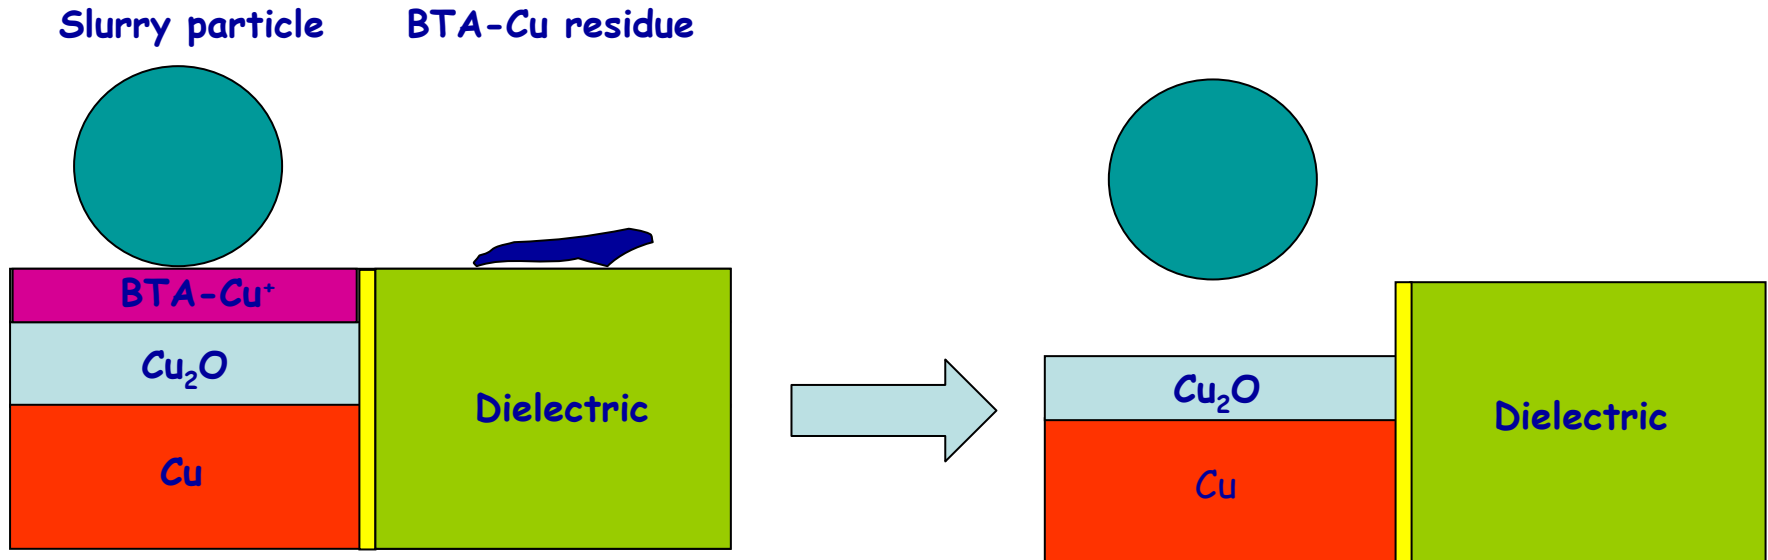 Slurry particle
BTA-Cu residue
BTA-Cu⁺
Cu₂O
Dielectric
Cu
Cu₂O
Dielectric
Cu